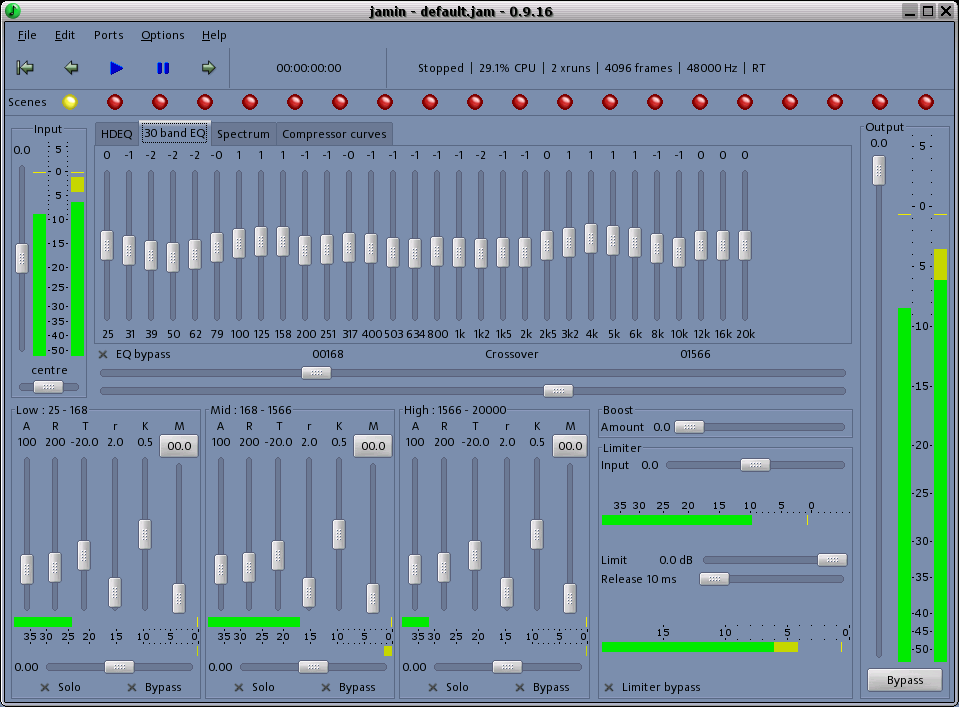 jamin - default.jam - 0.9.16
File Edit Ports Options Help
00:00:00:00 Stopped | 29.1% CPU | 2 xruns | 4096 frames | 48000 Hz | RT
Scenes
Input
0.0
5
0
5
-10-
-15-
-20-
-25-
-30-
-35-
-40-
-50-
centre
HDEQ 30 band EQ Spectrum Compressor curves
0 -1 -2 -2 -2 -0 1 1 1 -1 -1 -0 -1 -1 -1 -1 -1 -2 -1 -2 0 1 1 1 1 -1 -1 0 0 0
25 31 39 50 62 79 100 125 158 200 251 317 400 503 634 800 1k 1k2 1k5 2k 2k5 3k2 4k 5k 6k 8k 10k 12k 16k 20k
EQ bypass 00168 Crossover 01566
Low : 25 - 168
A R T r K M
100 200 -20.0 2.0 0.5 00.0
35 30 25 20 15 10 5 0
0.00
Solo Bypass
Mid : 168 - 1566
A R T r K M
100 200 -20.0 2.0 0.5 00.0
35 30 25 20 15 10 5 0
0.00
Solo Bypass
High : 1566 - 20000
A R T r K M
100 200 -20.0 2.0 0.5 00.0
35 30 25 20 15 10 5 0
0.00
Solo Bypass
Boost
Amount 0.0
Limiter
Input 0.0
35 30 25 20 15 10 5 0
Limit 0.0 dB
Release 10 ms
15 10 5 0
Limiter bypass
Output
0.0
- 5 -
- 0 -
- 5 -
-10-
-15-
-20-
-25-
-30-
-35-
-40-
-45-
-50-
Bypass